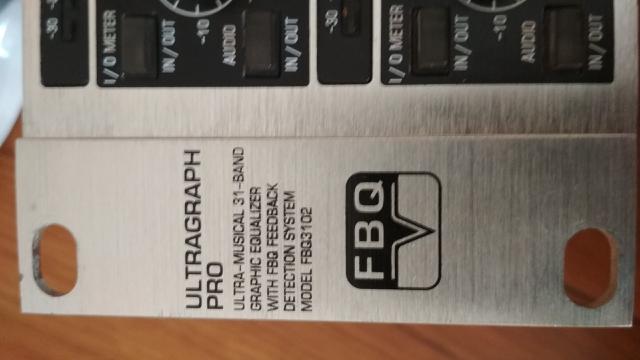 ULTRAGRAPH
PRO
ULTRA-MUSICAL 31-BAND
GRAPHIC EQUALIZER
WITH FBQ FEEDBACK
DETECTION SYSTEM
MODEL FBQ3102
FBQ
-30
I/O METER
IN/OUT
-10
AUDIO
IN/OUT
-30
I/O METER
IN/OUT
-10
AUDIO
IN/OUT